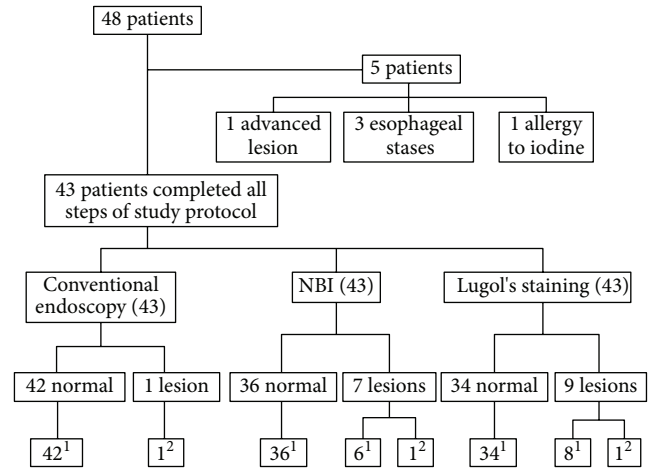 48 patients
5 patients
1 advanced
lesion
3 esophageal
stases
1 allergy
to iodine
43 patients completed all
steps of study protocol
Conventional
endoscopy (43)
NBI (43)
Lugol's staining (43)
42 normal
1 lesion
36 normal
7 lesions
34 normal
9 lesions
42¹
1²
36¹
6¹
1²
34¹
8¹
1²